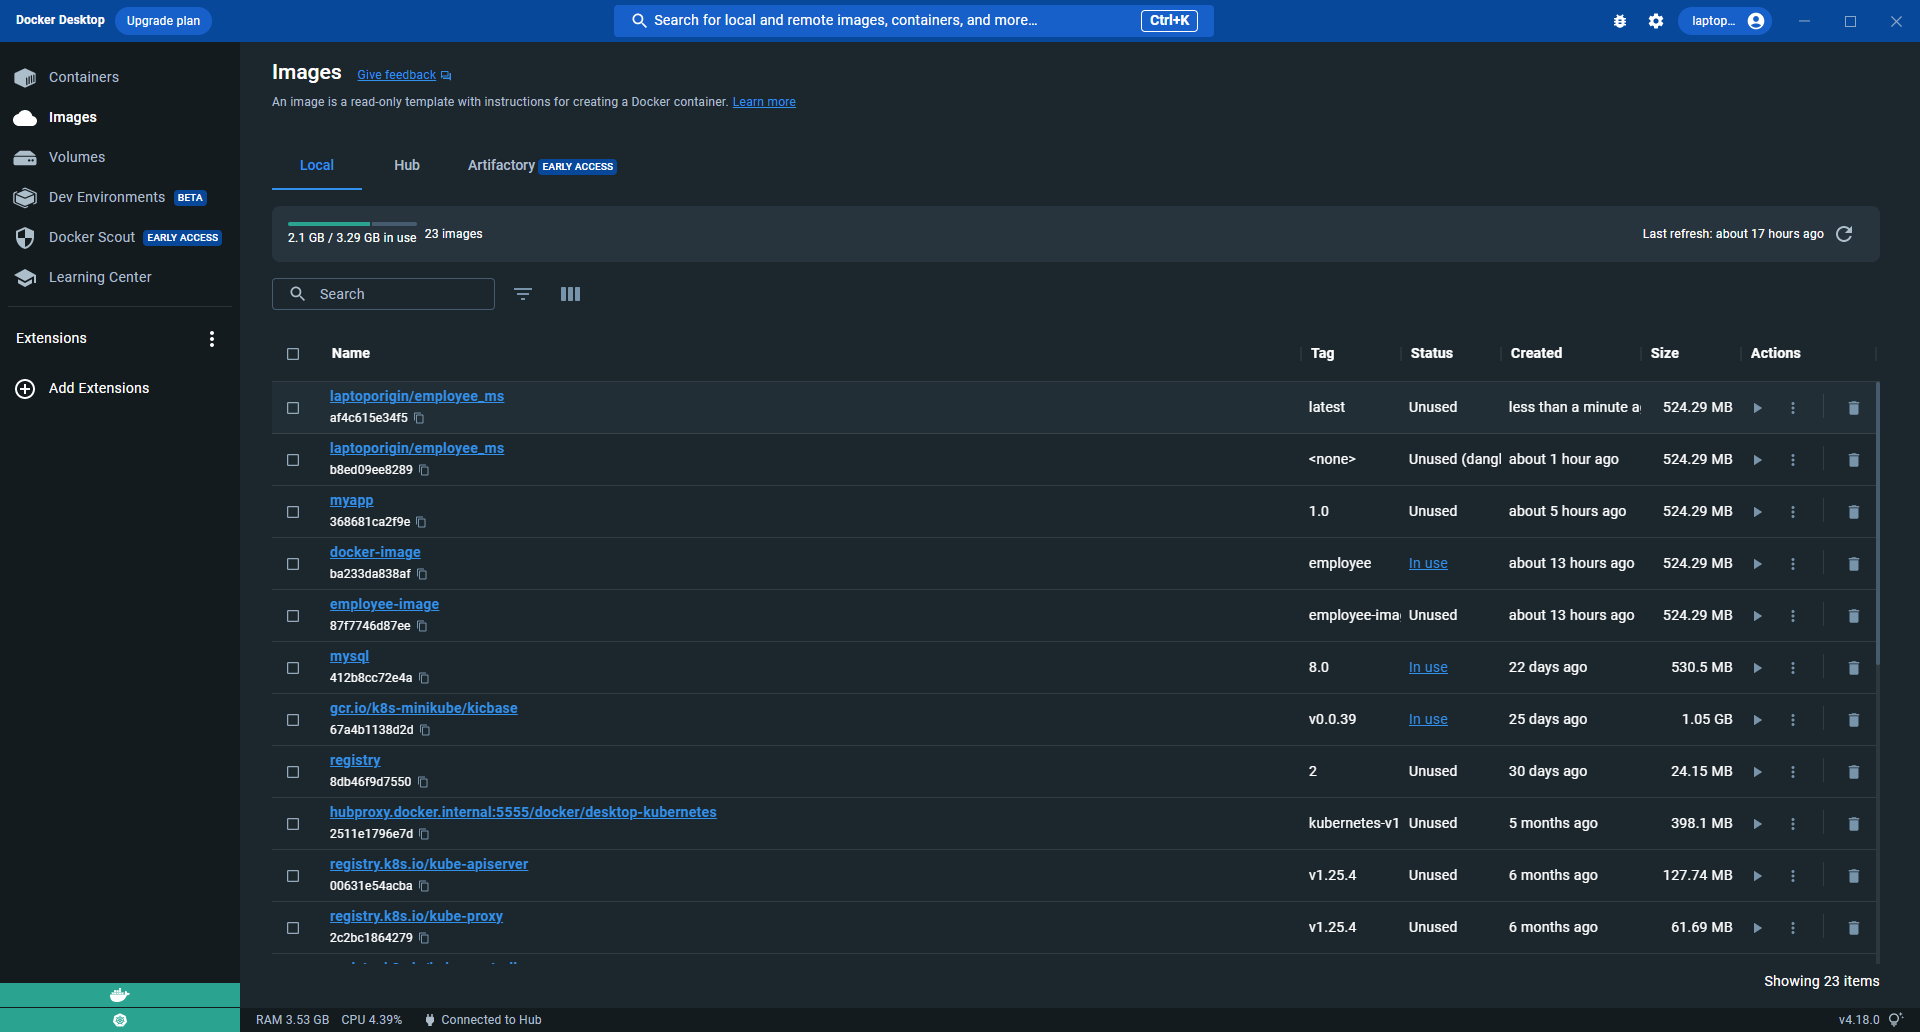 Docker Desktop Upgrade plan Search for local and remote images, containers, and more... Ctrl+K laptop...
Containers
Images
Volumes
Dev Environments BETA
Docker Scout EARLY ACCESS
Learning Center
Extensions
Add Extensions
Images Give feedback
An image is a read-only template with instructions for creating a Docker container. Learn more
Local Hub Artifactory EARLY ACCESS
2.1 GB / 3.29 GB in use 23 images Last refresh: about 17 hours ago
Search
Name Tag Status Created Size Actions
laptoporigin/employee_ms
af4c615e34f5 latest Unused less than a minute a 524.29 MB
laptoporigin/employee_ms
b8ed09ee8289 <none> Unused (dangl about 1 hour ago 524.29 MB
myapp
368681ca2f9e 1.0 Unused about 5 hours ago 524.29 MB
docker-image
ba233da838af employee In use about 13 hours ago 524.29 MB
employee-image
87f7746d87ee employee-ima Unused about 13 hours ago 524.29 MB
mysql
412b8cc72e4a 8.0 In use 22 days ago 530.5 MB
gcr.io/k8s-minikube/kicbase
67a4b1138d2d v0.0.39 In use 25 days ago 1.05 GB
registry
8db46f9d7550 2 Unused 30 days ago 24.15 MB
hubproxy.docker.internal:5555/docker/desktop-kubernetes
2511e1796e7d kubernetes-v1 Unused 5 months ago 398.1 MB
registry.k8s.io/kube-apiserver
00631e54acba v1.25.4 Unused 6 months ago 127.74 MB
registry.k8s.io/kube-proxy
2c2bc1864279 v1.25.4 Unused 6 months ago 61.69 MB
Showing 23 items
RAM 3.53 GB CPU 4.39% Connected to Hub v4.18.0